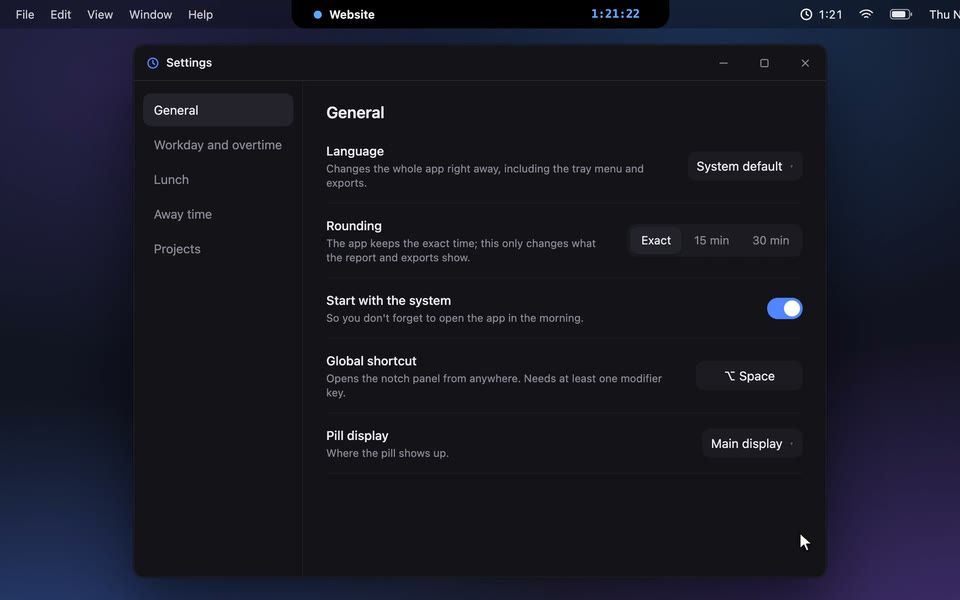 File Edit View Window Help
Website 1:21:22
1:21 Thu N
Settings
General
Workday and overtime
Lunch
Away time
Projects
General
Language
Changes the whole app right away, including the tray menu and
exports.
System default
Rounding
The app keeps the exact time; this only changes what
the report and exports show.
Exact 15 min 30 min
Start with the system
So you don't forget to open the app in the morning.
Global shortcut
Opens the notch panel from anywhere. Needs at least one modifier
key.
⌥ Space
Pill display
Where the pill shows up.
Main display